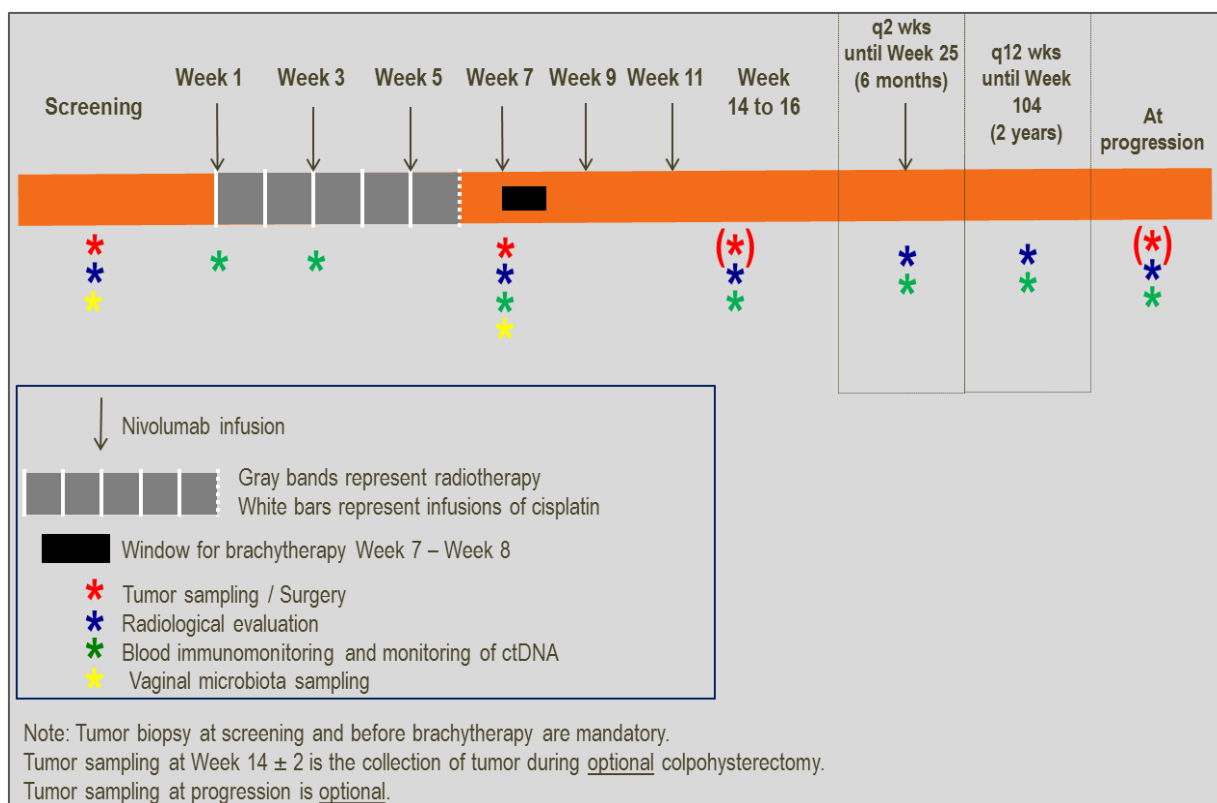 Screening
Week 1
Week 3
Week 5
Week 7
Week 9
Week 11
Week
14 to 16
q2 wks
until Week 25
(6 months)
q12 wks
until Week
104
(2 years)
At
progression
* * * * * (*) * * (*)
* * * * * *
* * * * * *
*
Nivolumab infusion
Gray bands represent radiotherapy
White bars represent infusions of cisplatin
Window for brachytherapy Week 7 – Week 8
* Tumor sampling / Surgery
* Radiological evaluation
* Blood immunomonitoring and monitoring of ctDNA
* Vaginal microbiota sampling
Note: Tumor biopsy at screening and before brachytherapy are mandatory.
Tumor sampling at Week 14 ± 2 is the collection of tumor during optional colpohysterectomy.
Tumor sampling at progression is optional.